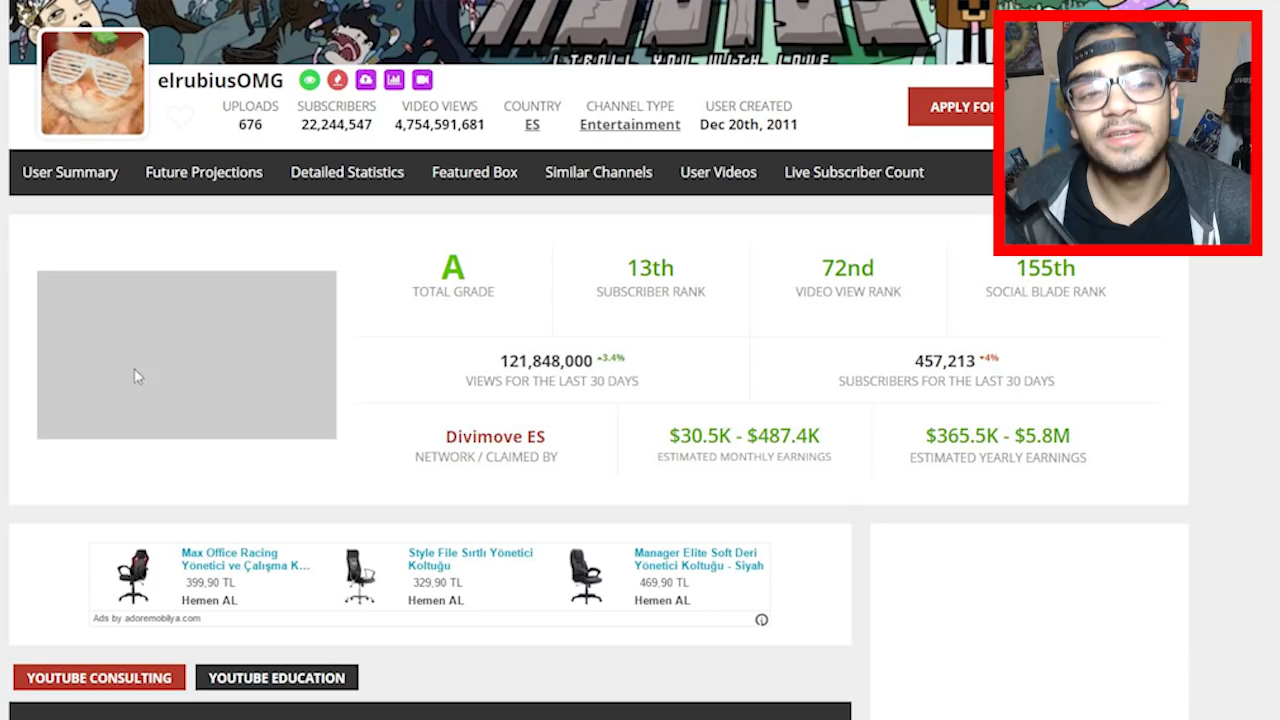 I TROLL YOU WITH LOVE
elrubiusOMG
UPLOADS SUBSCRIBERS VIDEO VIEWS COUNTRY CHANNEL TYPE USER CREATED
676 22,244,547 4,754,591,681 ES Entertainment Dec 20th, 2011
APPLY FOR
User Summary Future Projections Detailed Statistics Featured Box Similar Channels User Videos Live Subscriber Count
A 13th 72nd 155th
TOTAL GRADE SUBSCRIBER RANK VIDEO VIEW RANK SOCIAL BLADE RANK
121,848,000 3.4% 457,213 4%
VIEWS FOR THE LAST 30 DAYS SUBSCRIBERS FOR THE LAST 30 DAYS
Divimove ES $30.5K - $487.4K $365.5K - $5.8M
NETWORK / CLAIMED BY ESTIMATED MONTHLY EARNINGS ESTIMATED YEARLY EARNINGS
Max Office Racing Style File Sırtlı Yönetici Manager Elite Soft Deri
Yönetici ve Çalışma K... Koltuğu Yönetici Koltuğu - Siyah
399,90 TL 329,90 TL 469,90 TL
Hemen AL Hemen AL Hemen AL
Ads by adoremobilya.com
YOUTUBE CONSULTING YOUTUBE EDUCATION